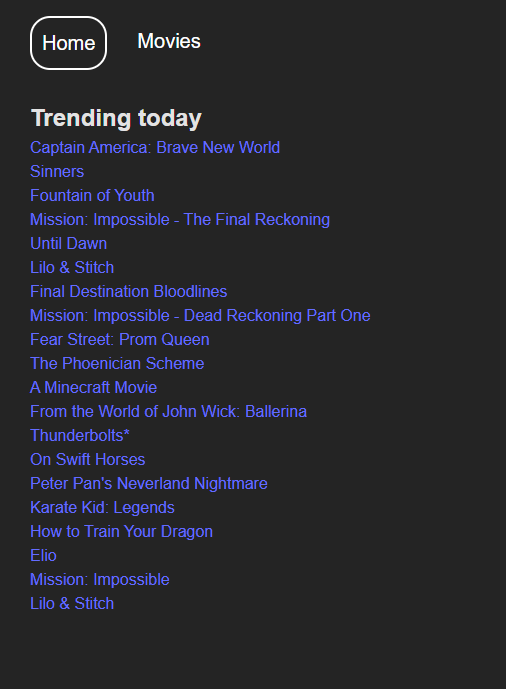 Home Movies
Trending today
Captain America: Brave New World
Sinners
Fountain of Youth
Mission: Impossible - The Final Reckoning
Until Dawn
Lilo & Stitch
Final Destination Bloodlines
Mission: Impossible - Dead Reckoning Part One
Fear Street: Prom Queen
The Phoenician Scheme
A Minecraft Movie
From the World of John Wick: Ballerina
Thunderbolts*
On Swift Horses
Peter Pan's Neverland Nightmare
Karate Kid: Legends
How to Train Your Dragon
Elio
Mission: Impossible
Lilo & Stitch